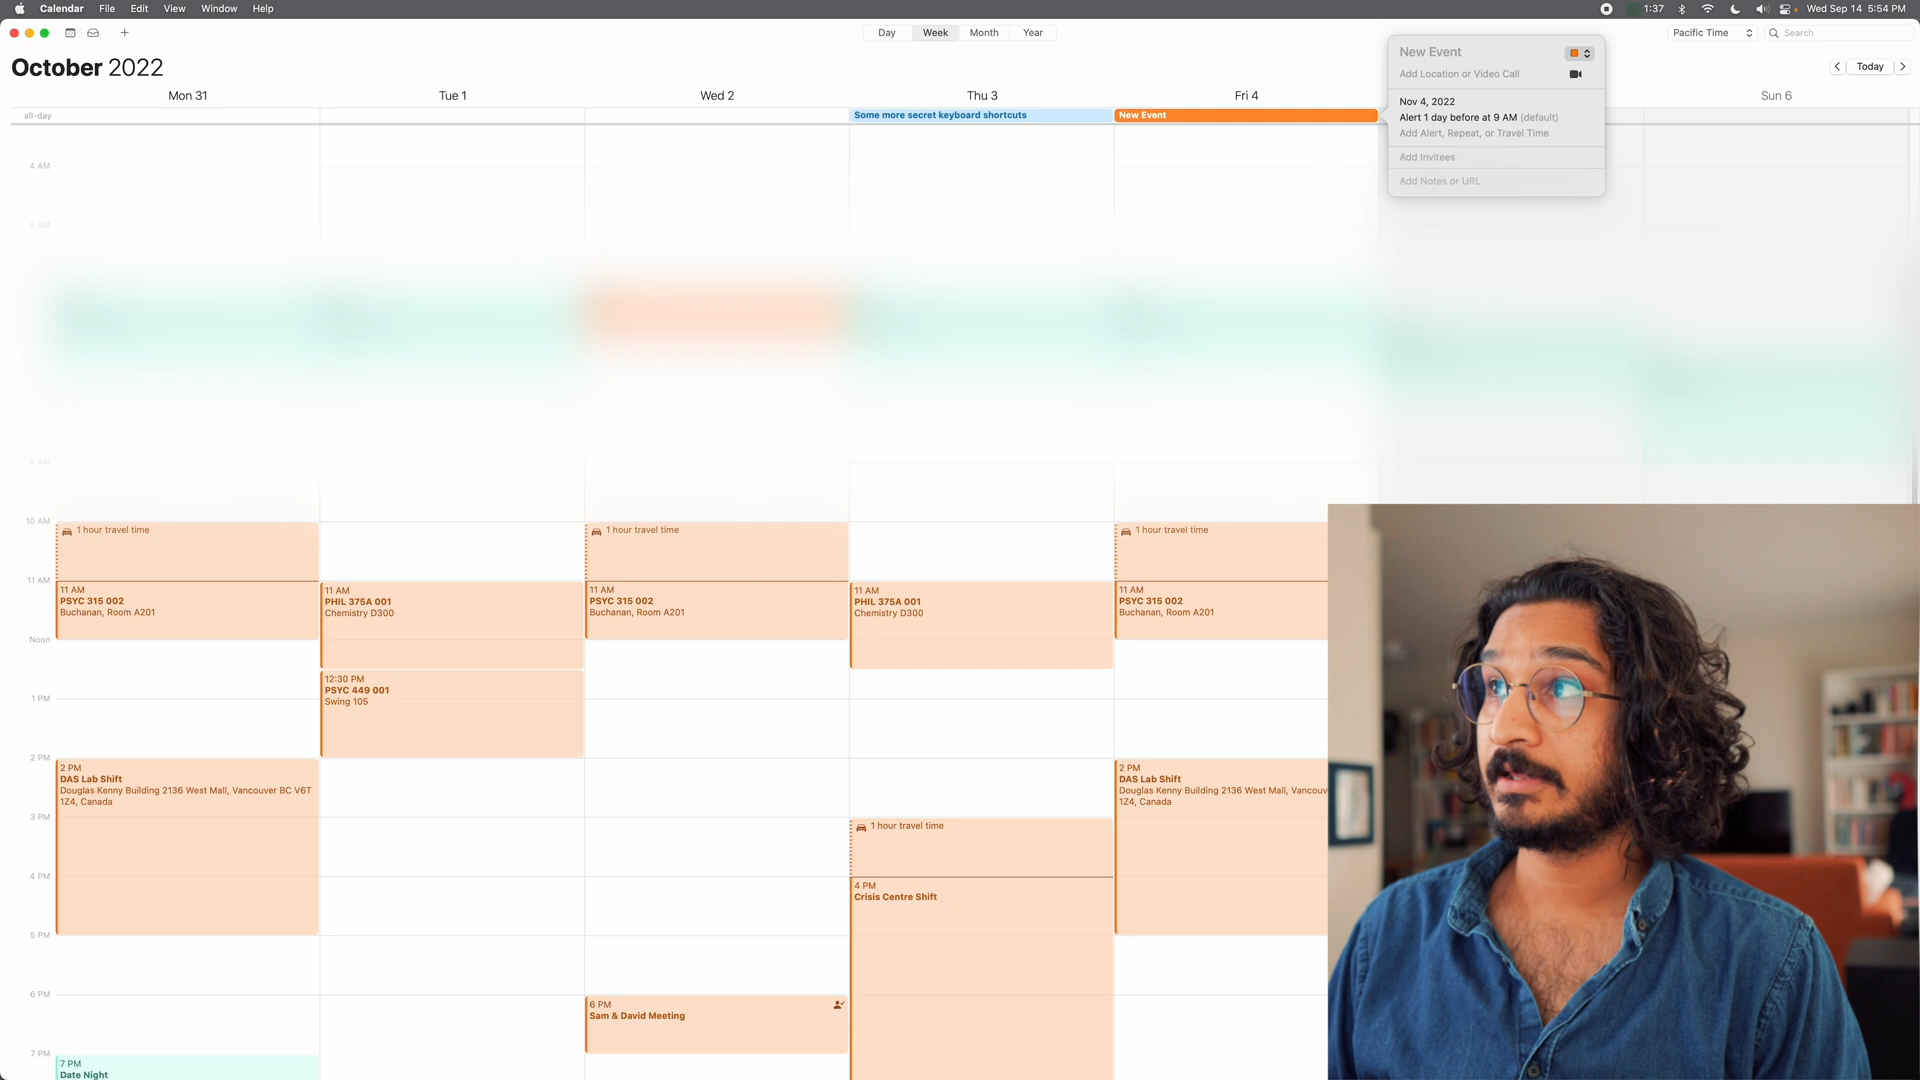 Calendar File Edit View Window Help
1:37 Wed Sep 14 5:54 PM
Day Week Month Year
Pacific Time
Search
October 2022
Today
Mon 31 Tue 1 Wed 2 Thu 3 Fri 4 Sun 6
all-day
Some more secret keyboard shortcuts
New Event
New Event
Add Location or Video Call
Nov 4, 2022
Alert 1 day before at 9 AM (default)
Add Alert, Repeat, or Travel Time
Add Invitees
Add Notes or URL
4 AM
5 AM
9 AM
10 AM
11 AM
Noon
1 PM
2 PM
3 PM
4 PM
5 PM
6 PM
7 PM
1 hour travel time
11 AM
PSYC 315 002
Buchanan, Room A201
2 PM
DAS Lab Shift
Douglas Kenny Building 2136 West Mall, Vancouver BC V6T
1Z4, Canada
7 PM
Date Night
11 AM
PHIL 375A 001
Chemistry D300
12:30 PM
PSYC 449 001
Swing 105
1 hour travel time
11 AM
PSYC 315 002
Buchanan, Room A201
6 PM
Sam & David Meeting
11 AM
PHIL 375A 001
Chemistry D300
1 hour travel time
4 PM
Crisis Centre Shift
1 hour travel time
11 AM
PSYC 315 002
Buchanan, Room A201
2 PM
DAS Lab Shift
Douglas Kenny Building 2136 West Mall, Vancouv
1Z4, Canada